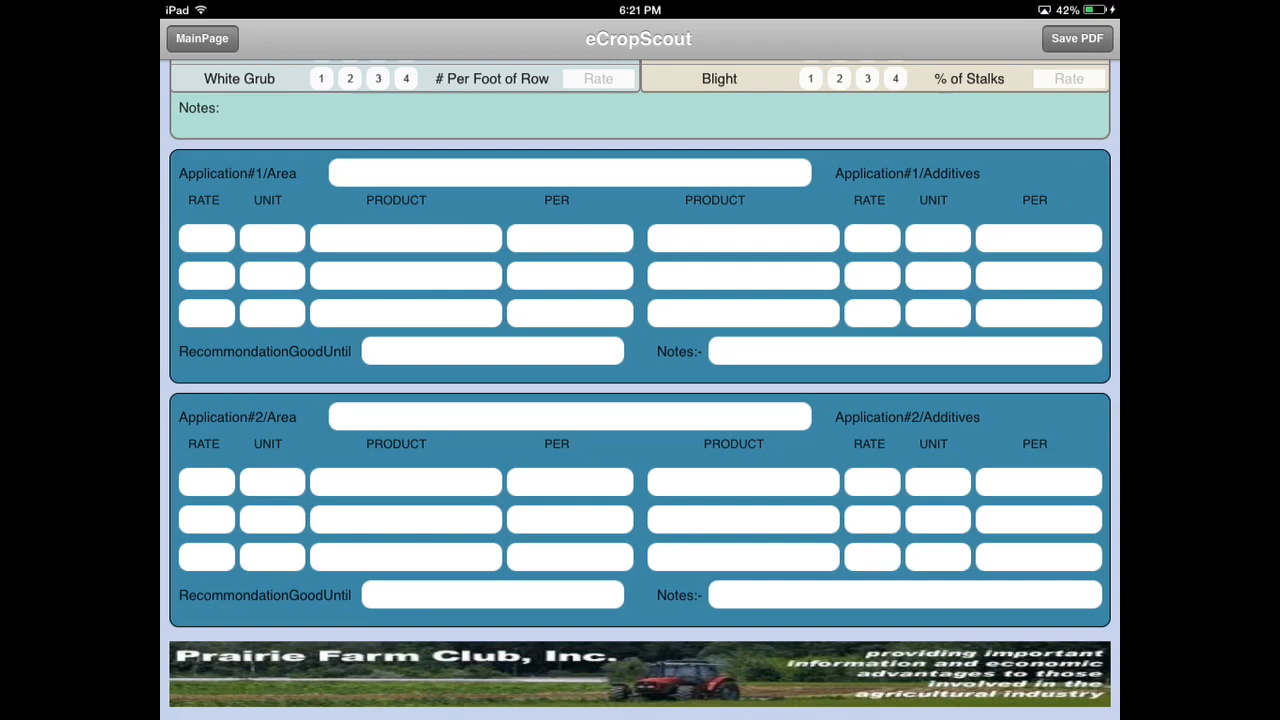 iPad 6:21 PM 42%
MainPage eCropScout Save PDF
White Grub 1 2 3 4 # Per Foot of Row Rate Blight 1 2 3 4 % of Stalks Rate
Notes:
Application#1/Area Application#1/Additives
RATE UNIT PRODUCT PER PRODUCT RATE UNIT PER
RecommondationGoodUntil Notes:-
Application#2/Area Application#2/Additives
RATE UNIT PRODUCT PER PRODUCT RATE UNIT PER
RecommondationGoodUntil Notes:-
Prairie Farm Club, Inc.
providing important
information and economic
advantages to those
involved in the
agricultural industry